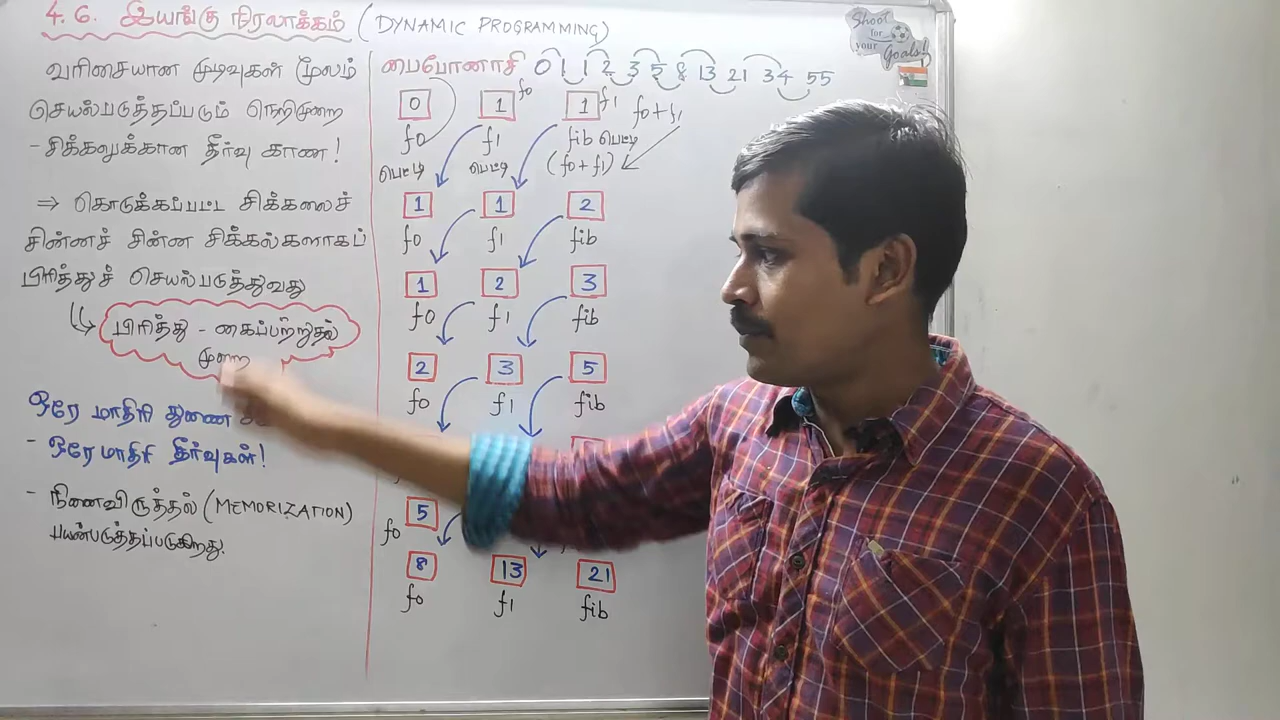 4.6. இயங்கு நிரலாக்கம் (DYNAMIC PROGRAMMING)
வரிசையான முடிவுகள் மூலம்
செயல்படுத்தப்படும் நெறிமுறை
- சிக்கலுக்கான தீர்வு காண!
⇒ கொடுக்கப்பட்ட சிக்கலைச்
சின்னச் சின்ன சிக்கல்களாகப்
பிரித்துச் செயல்படுத்துவது
பிரித்து - கைப்பற்றுதல்
முறை
ஒரே மாதிரி துணை
- ஒரேமாதிரி தீர்வுகள்!
- நினைவிருத்தல் (MEMORIZATION)
பயன்படுத்தப்படுகிறது.
பைபோனாசி 0 1 1 2 3 5 8 13 21 34 55
0 1 f0 1 f1 f0+f1
f0 f1 fib பெட்டி
பெட்டி பெட்டி (f0+f1)
1 1 2
f0 f1 fib
1 2 3
f0 f1 fib
2 3 5
f0 f1 fib
5
f0
8 13 21
f0 f1 fib
Shoot
for
your Goals!